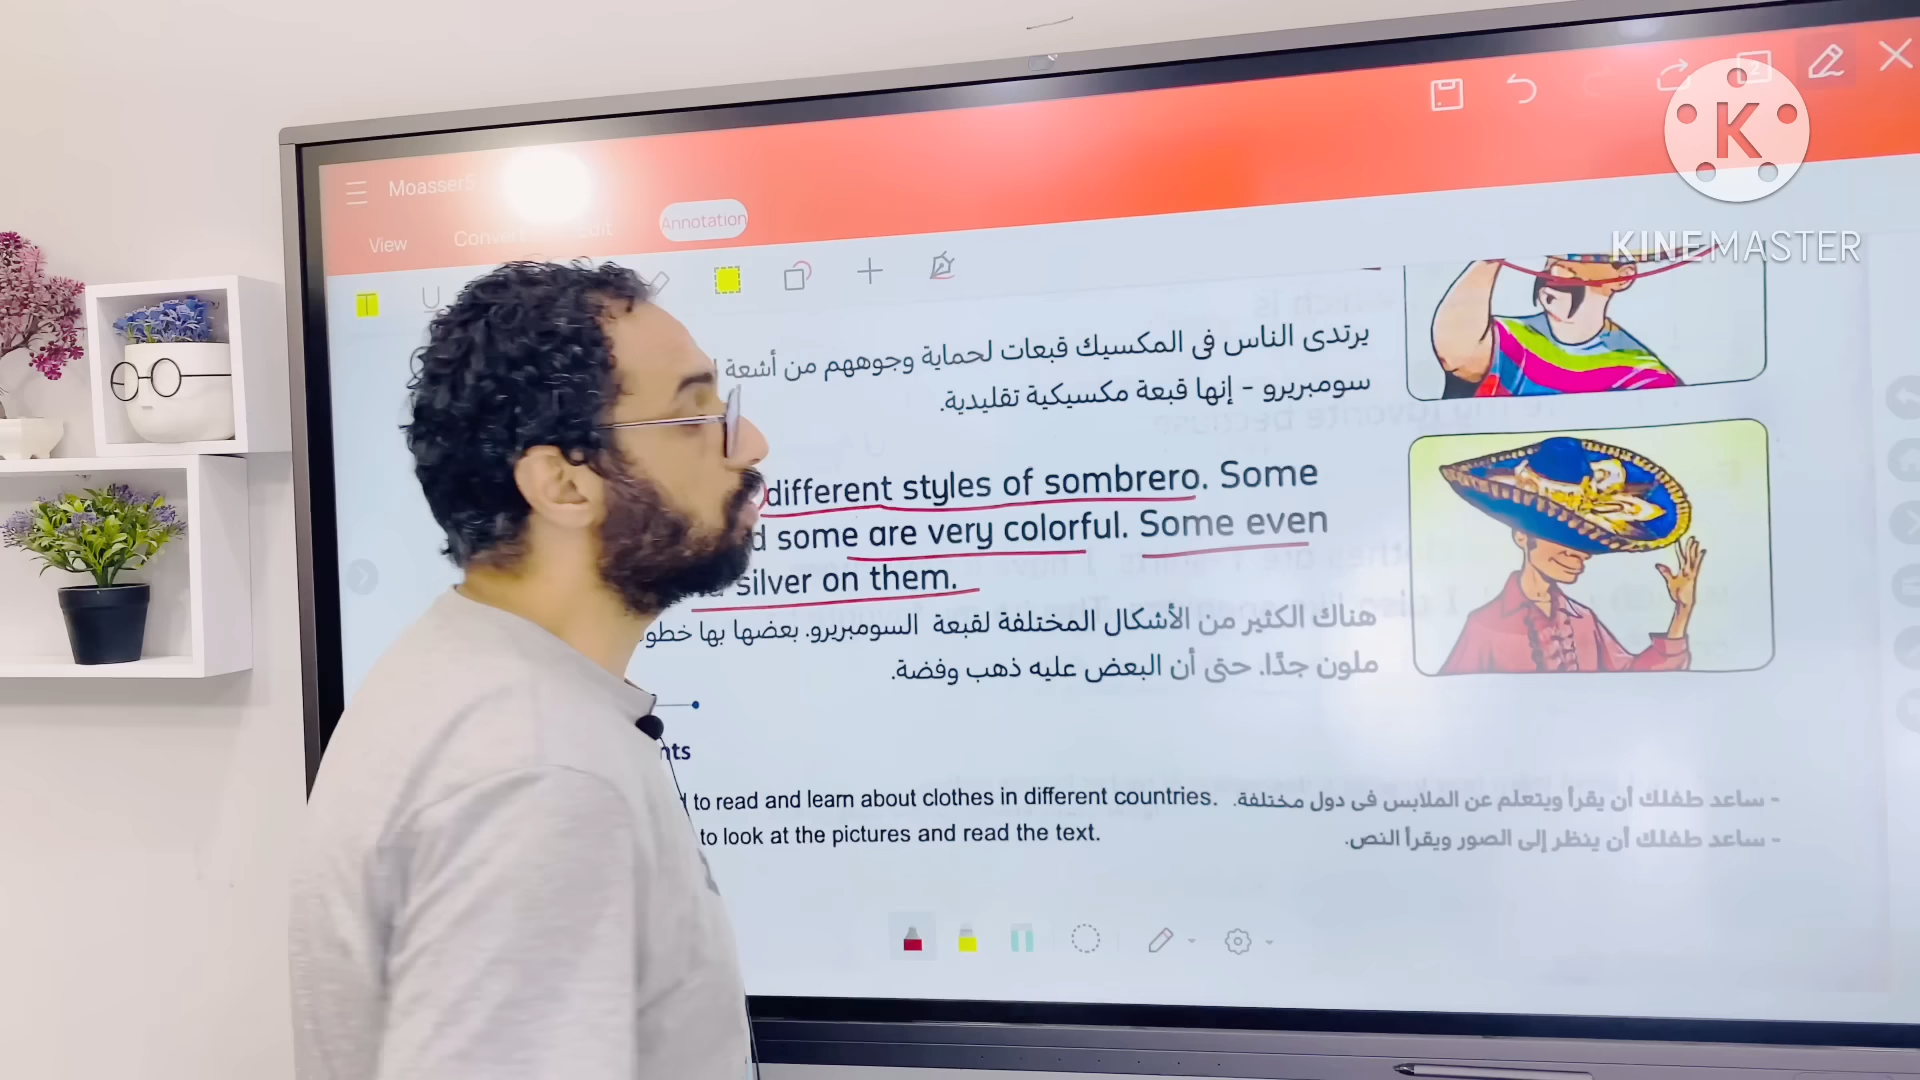 Moasser5
View Convert Edit Annotation
K
KINEMASTER
T U
2
يرتدى الناس فى المكسيك قبعات لحماية وجوههم من أشعة
سومبريرو - إنها قبعة مكسيكية تقليدية.
different styles of sombrero. Some
some are very colorful. Some even
silver on them.
هناك الكثير من الأشكال المختلفة لقبعة السومبريرو. بعضها بها
ملون جدًا. حتى أن البعض عليه ذهب وفضة.
to read and learn about clothes in different countries. - ساعد طفلك أن يقرأ ويتعلم عن الملابس فى دول مختلفة.
to look at the pictures and read the text. - ساعد طفلك أن ينظر إلى الصور ويقرأ النص.